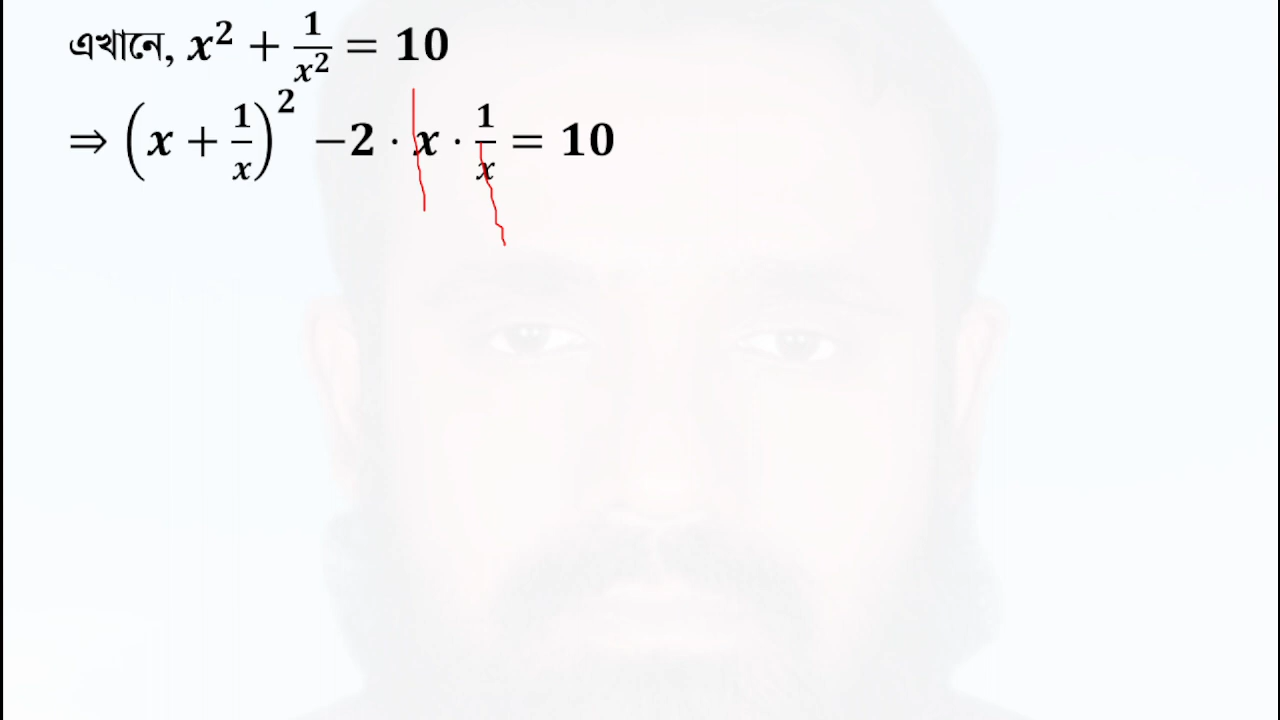 এখানে, x² + 1/x² = 10
⇒ (x + 1/x)² −2 · x · 1/x = 10